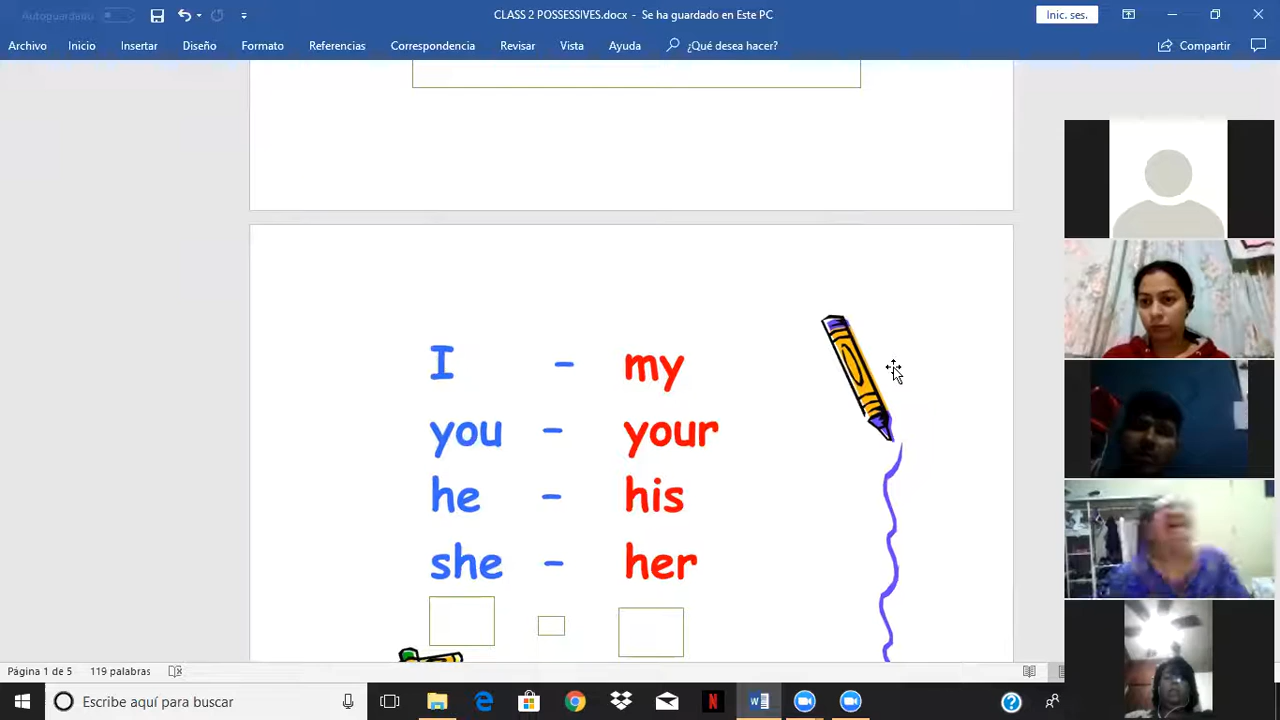 Autoguardado
CLASS 2 POSSESSIVES.docx - Se ha guardado en Este PC
Inic. ses.
Archivo Inicio Insertar Diseño Formato Referencias Correspondencia Revisar Vista Ayuda ¿Qué desea hacer? Compartir
I - my
you - your
he - his
she - her
Página 1 de 5 119 palabras
Escribe aquí para buscar